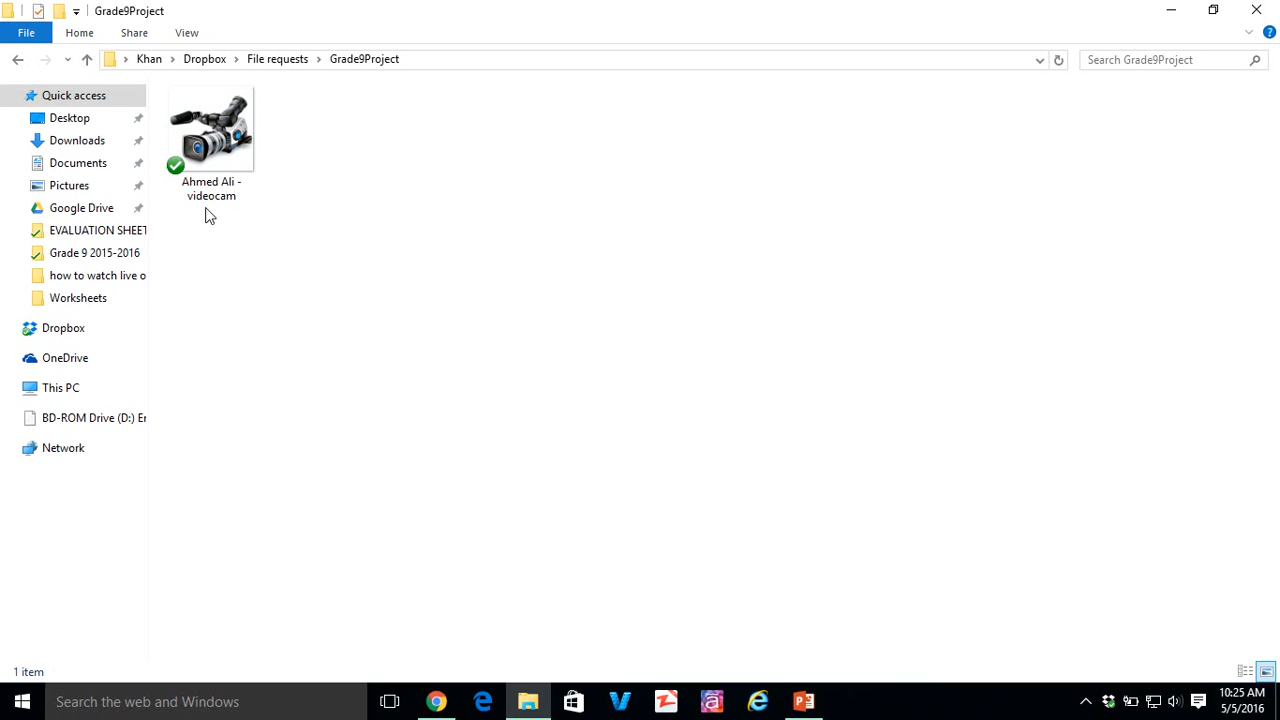 Grade9Project
File Home Share View
Khan Dropbox File requests Grade9Project
Search Grade9Project
Quick access
Desktop
Downloads
Documents
Pictures
Google Drive
EVALUATION SHEET
Grade 9 2015-2016
how to watch live o
Worksheets
Dropbox
OneDrive
This PC
BD-ROM Drive (D:) Er
Network
Ahmed Ali -
videocam
1 item
Search the web and Windows
10:25 AM
5/5/2016